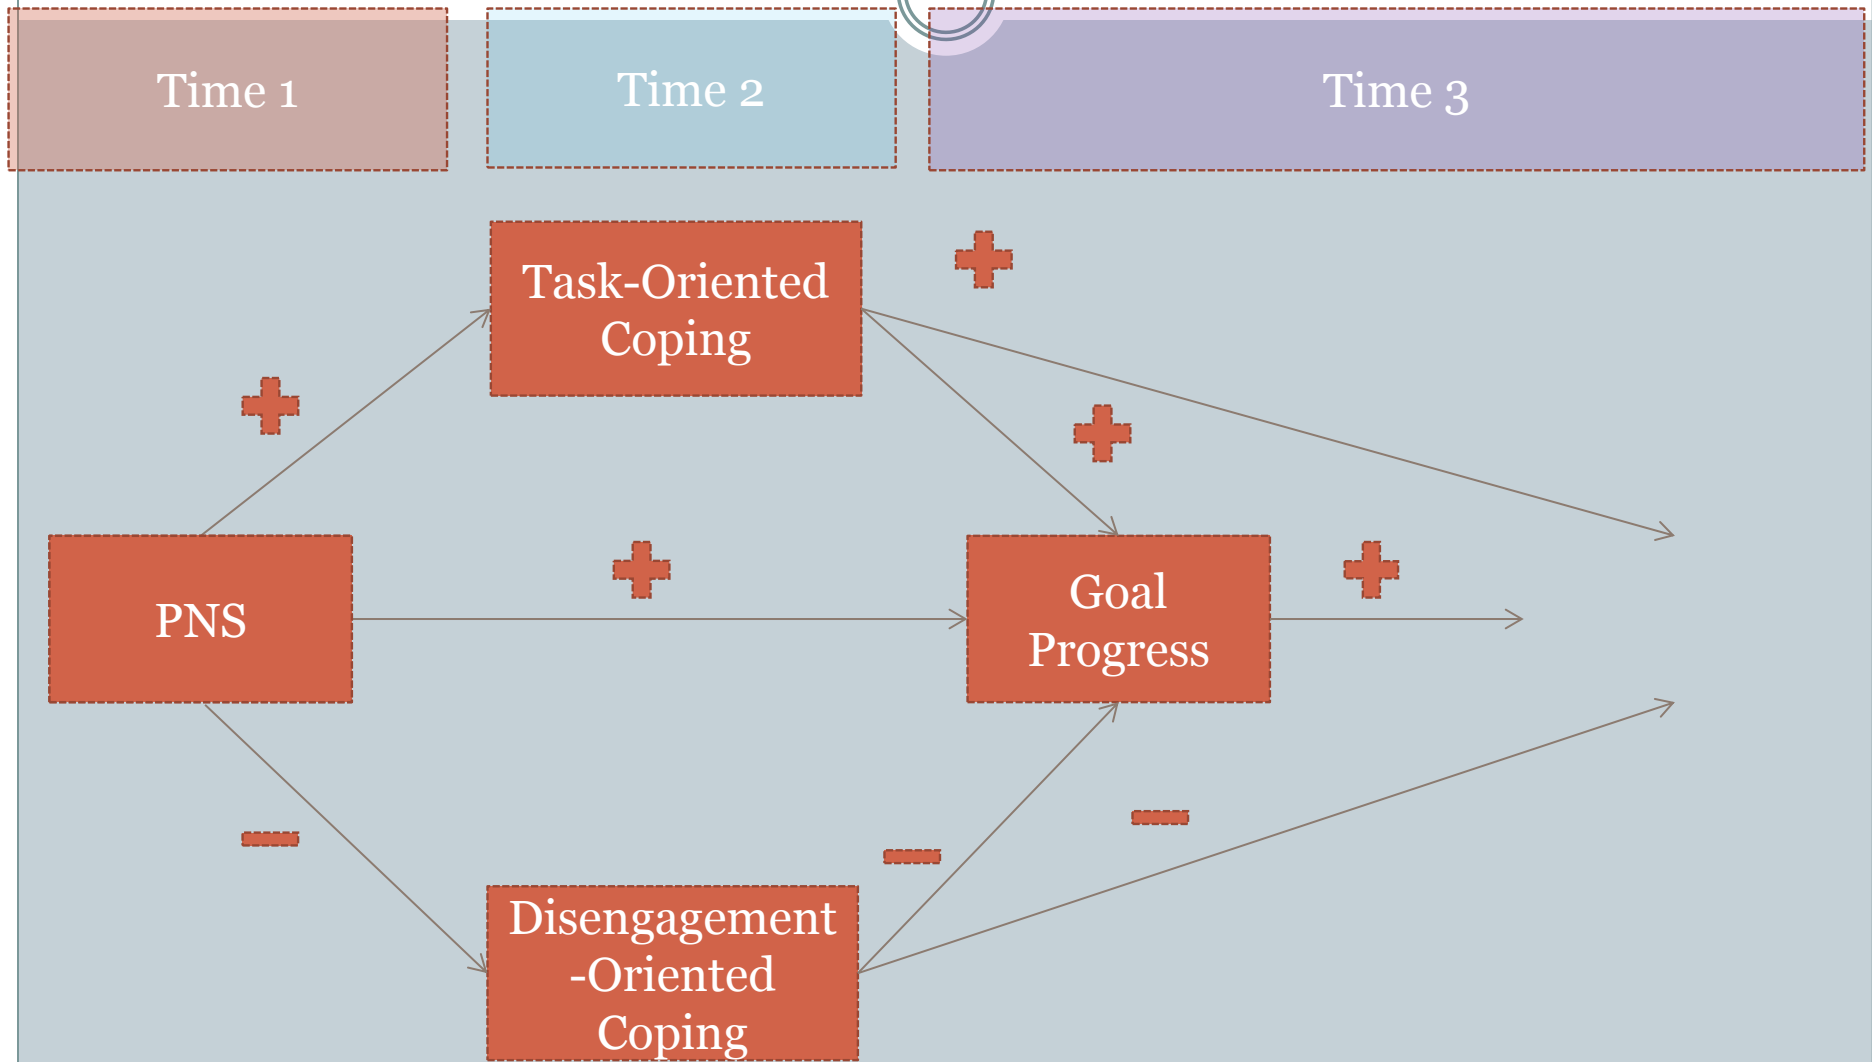 Time 1
Time 2
Time 3
Task-Oriented
Coping
PNS
Goal
Progress
Disengagement
-Oriented
Coping